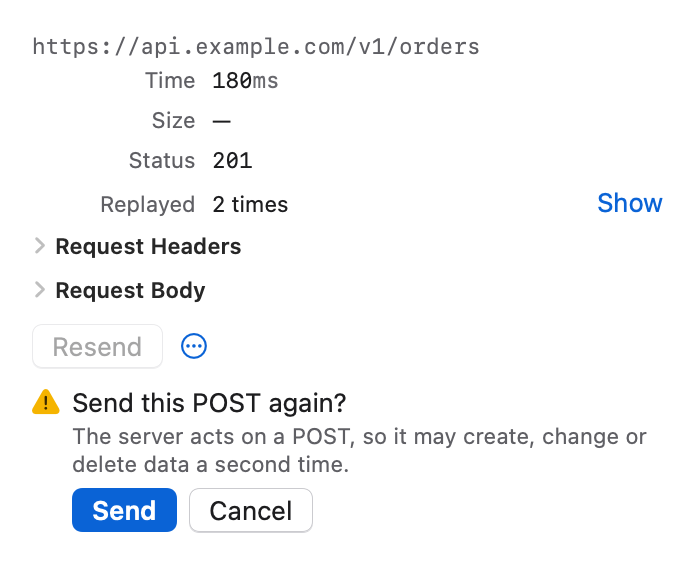 https://api.example.com/v1/orders
Time 180ms
Size —
Status 201
Replayed 2 times Show
Request Headers
Request Body
Resend
Send this POST again?
The server acts on a POST, so it may create, change or
delete data a second time.
Send Cancel